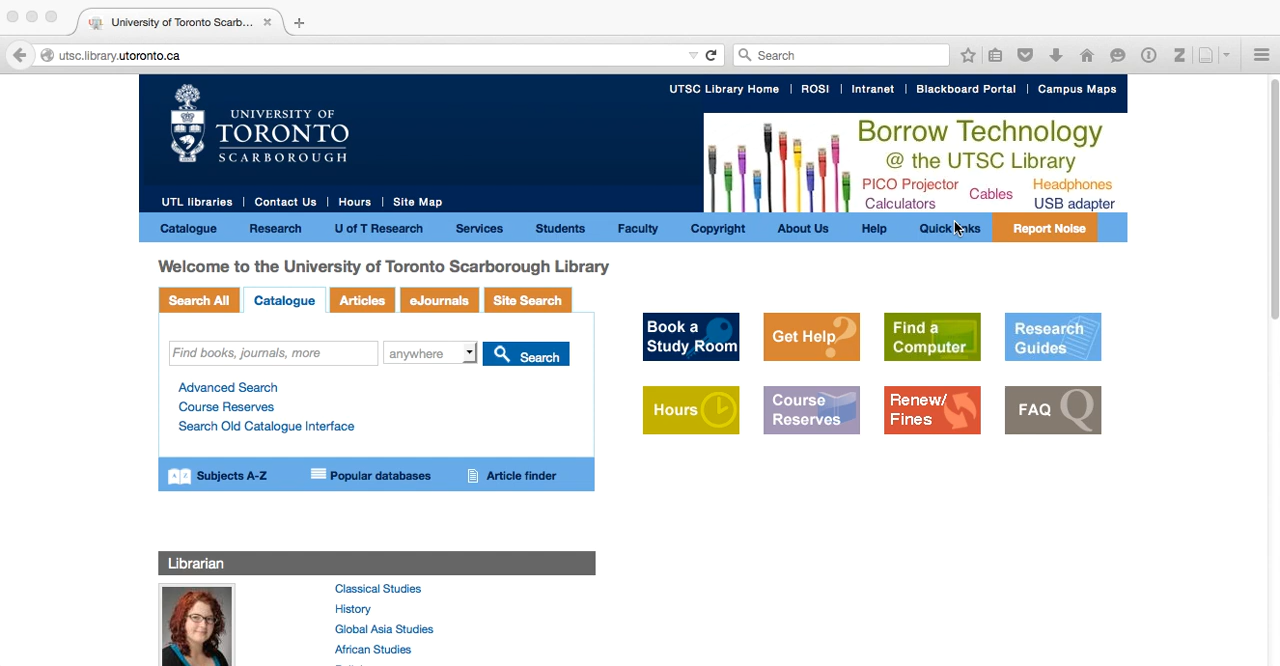 University of Toronto Scarb...
utsc.library.utoronto.ca
Search
UTSC Library Home | ROSI | Intranet | Blackboard Portal | Campus Maps
UNIVERSITY OF
TORONTO
SCARBOROUGH
Borrow Technology
@ the UTSC Library
PICO Projector
Cables
Headphones
Calculators
USB adapter
UTL libraries | Contact Us | Hours | Site Map
Catalogue Research U of T Research Services Students Faculty Copyright About Us Help Report Noise
Welcome to the University of Toronto Scarborough Library
Search All Catalogue Articles eJournals Site Search
Find books, journals, more anywhere Search
Advanced Search
Course Reserves
Search Old Catalogue Interface
Subjects A-Z Popular databases Article finder
Book a
Study Room
Get Help?
Find a
Computer
Research
Guides
Hours
Course
Reserves
Renew/
Fines
FAQ
Librarian
Classical Studies
History
Global Asia Studies
African Studies